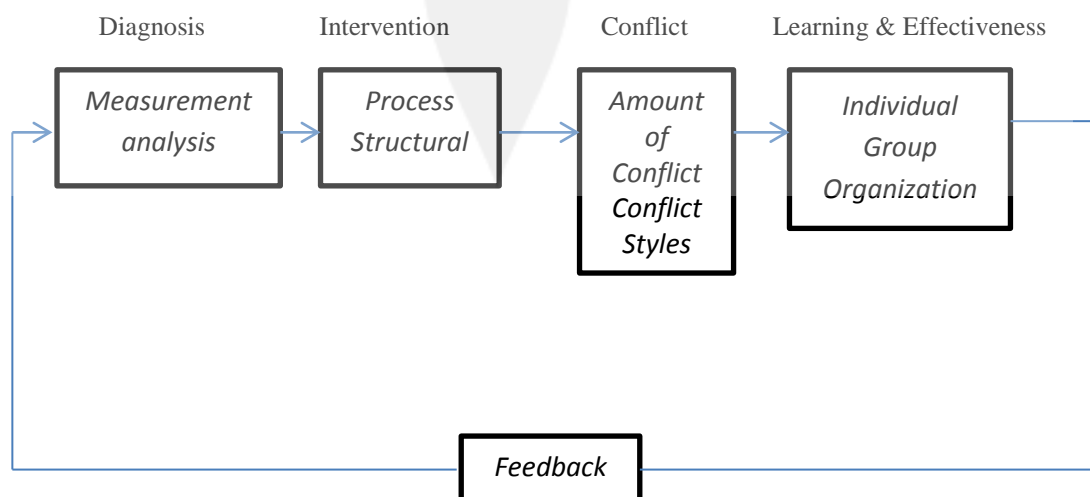 Diagnosis
Intervention
Conflict
Learning & Effectiveness
Measurement
analysis
Process
Structural
Amount
of
Conflict
Conflict
Styles
Individual
Group
Organization
Feedback